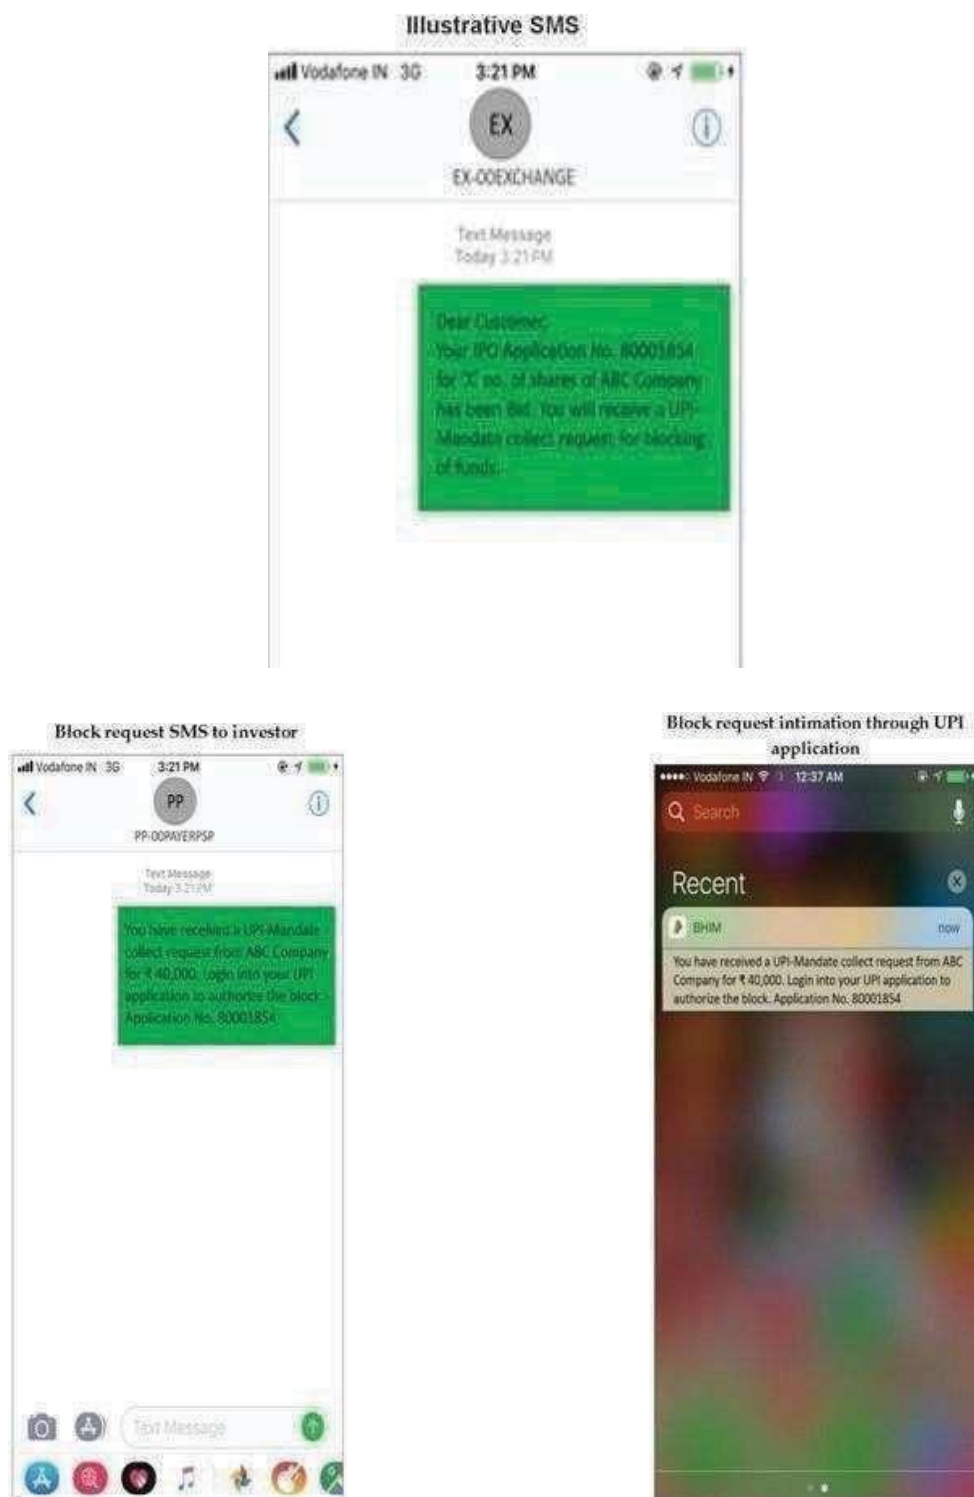 Illustrative SMS
Vodafone IN 3G 3:21 PM
EX
EX-OOEXCHANGE
Text Message
Today 3:21 PM
Dear Customer,
Your IPO Application No. 80001854
for 'X' no. of shares of ABC Company
has been Bid. You will receive a UPI-
Mandate collect request for blocking
of funds.
Block request SMS to investor
Vodafone IN 3G 3:21 PM
PP
PP-OOPAYERPSP
Text Message
Today 3:21 PM
You have received a UPI-Mandate
collect request from ABC Company
for ₹ 40,000. Login into your UPI
application to authorize the block.
Application No. 80001854
Text Message
Block request intimation through UPI
application
Vodafone IN 12:37 AM
Search
Recent
BHIM now
You have received a UPI-Mandate collect request from ABC
Company for ₹ 40,000. Login into your UPI application to
authorize the block. Application No. 80001854